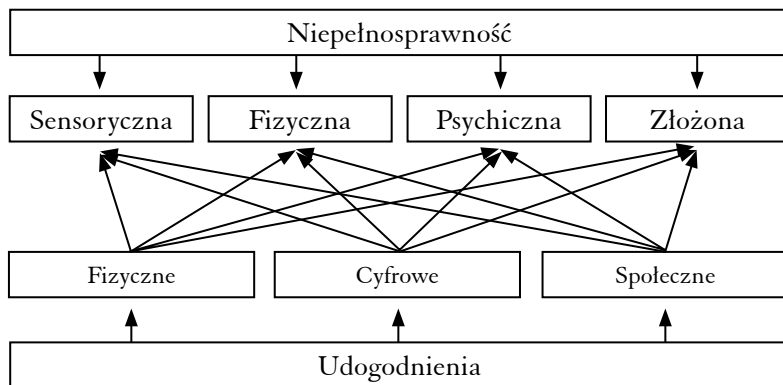 Niepełnosprawność
Sensoryczna Fizyczna Psychiczna Złożona
Fizyczne Cyfrowe Społeczne
Udogodnienia